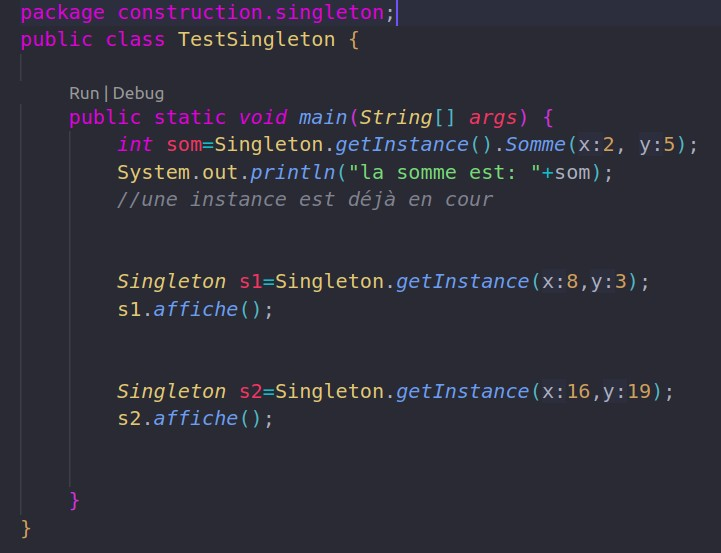 package construction.singleton;
public class TestSingleton {
Run | Debug
public static void main(String[] args) {
int som=Singleton.getInstance().Somme(x:2, y:5);
System.out.println("la somme est: "+som);
//une instance est déjà en cour
Singleton s1=Singleton.getInstance(x:8,y:3);
s1.affiche();
Singleton s2=Singleton.getInstance(x:16,y:19);
s2.affiche();
}
}